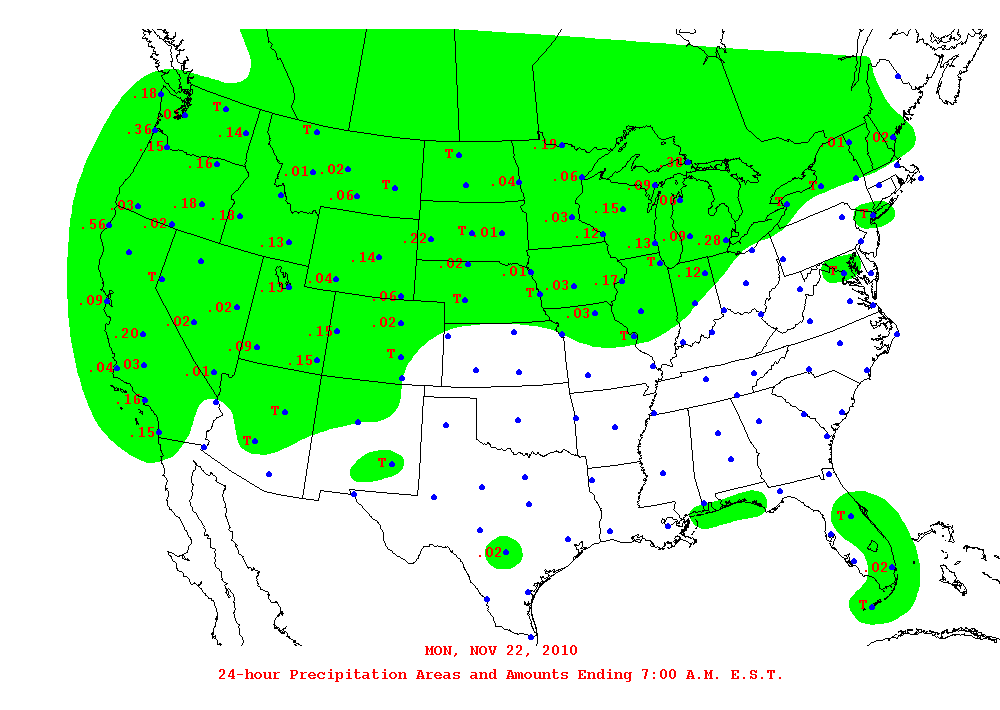 .18
T
.05
.36
.14
T
.19
.01
.02
.15
T
.16
.38
.01
.02
T
.06
.04
.06
.09
T
.03
.18
.18
.15
.06
T
.03
T
.56
.02
.22
T
.01
.12
.13
.09
.28
.13
.14
.02
T
.01
.12
T
T
.04
.13
.03
.17
.09
.06
T
T
.02
.02
.02
.03
.20
.15
T
.09
T
.04
.03
.15
.01
.16
T
.15
T
T
T
.02
.02
T
MON, NOV 22, 2010
24-hour Precipitation Areas and Amounts Ending 7:00 A.M. E.S.T.